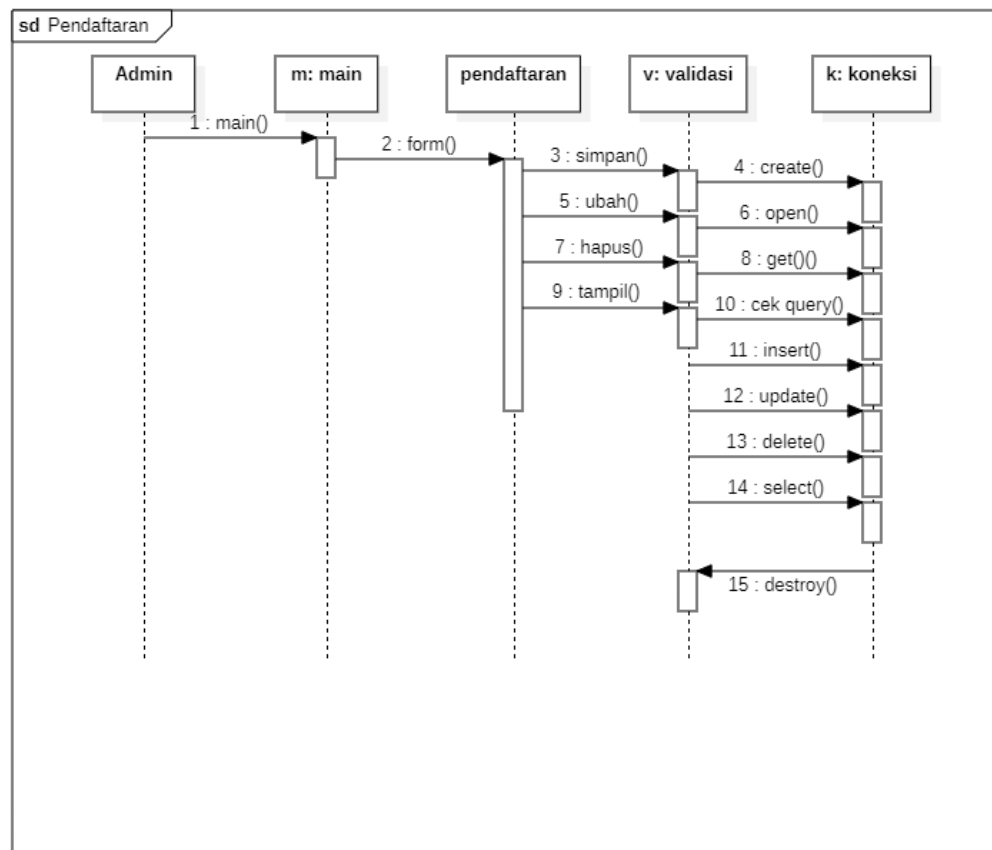 sd Pendaftaran
Admin
m: main
pendaftaran
v: validasi
k: koneksi
1 : main()
2 : form()
3 : simpan()
4 : create()
5 : ubah()
6 : open()
7 : hapus()
8 : get()()
9 : tampil()
10 : cek query()
11 : insert()
12 : update()
13 : delete()
14 : select()
15 : destroy()